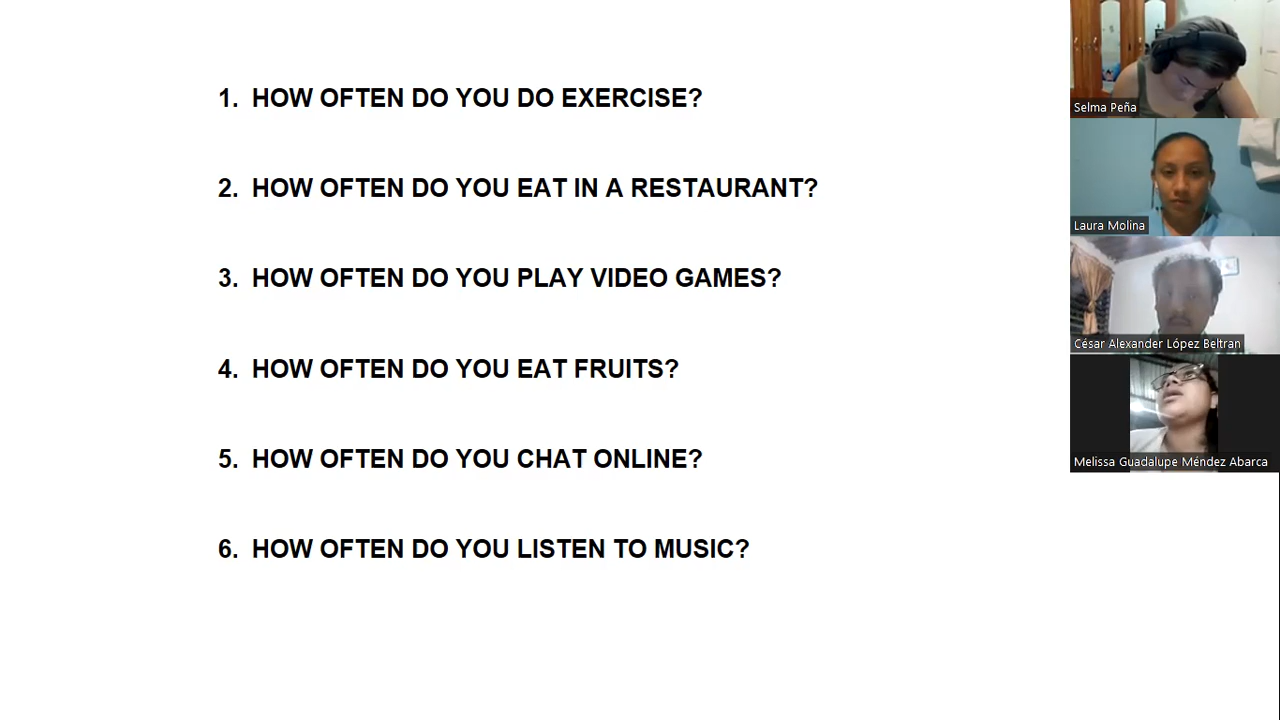 1. HOW OFTEN DO YOU DO EXERCISE?
2. HOW OFTEN DO YOU EAT IN A RESTAURANT?
3. HOW OFTEN DO YOU PLAY VIDEO GAMES?
4. HOW OFTEN DO YOU EAT FRUITS?
5. HOW OFTEN DO YOU CHAT ONLINE?
6. HOW OFTEN DO YOU LISTEN TO MUSIC?
Selma Peña
Laura Molina
César Alexander López Beltran
Melissa Guadalupe Méndez Abarca